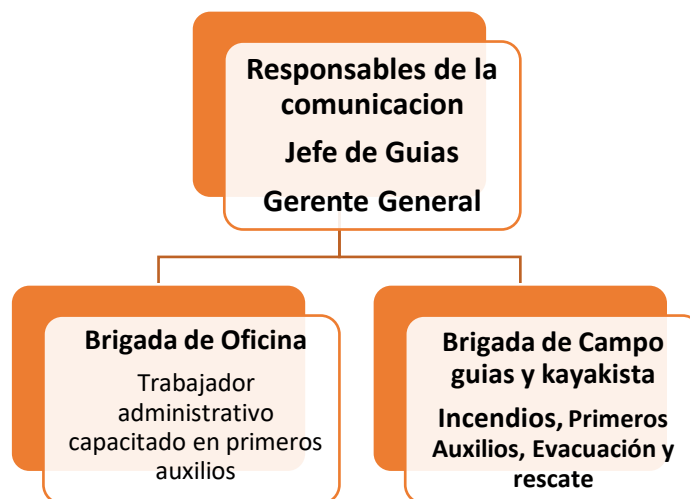 Responsables de la
comunicacion
Jefe de Guias
Gerente General
Brigada de Oficina
Trabajador
administrativo
capacitado en primeros
auxilios
Brigada de Campo
guias y kayakista
Incendios, Primeros
Auxilios, Evacuación y
rescate